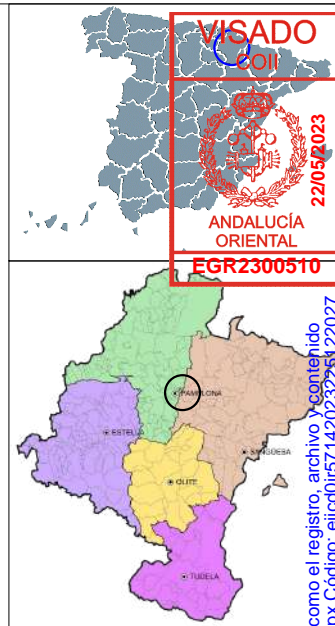 VISADO
COII
22/05/2023
ANDALUCÍA
ORIENTAL
EGR2300510
PAMPLONA
ESTELLA
SANGÜESA
OLITE
TUDELA
como el registro, archivo y contenido